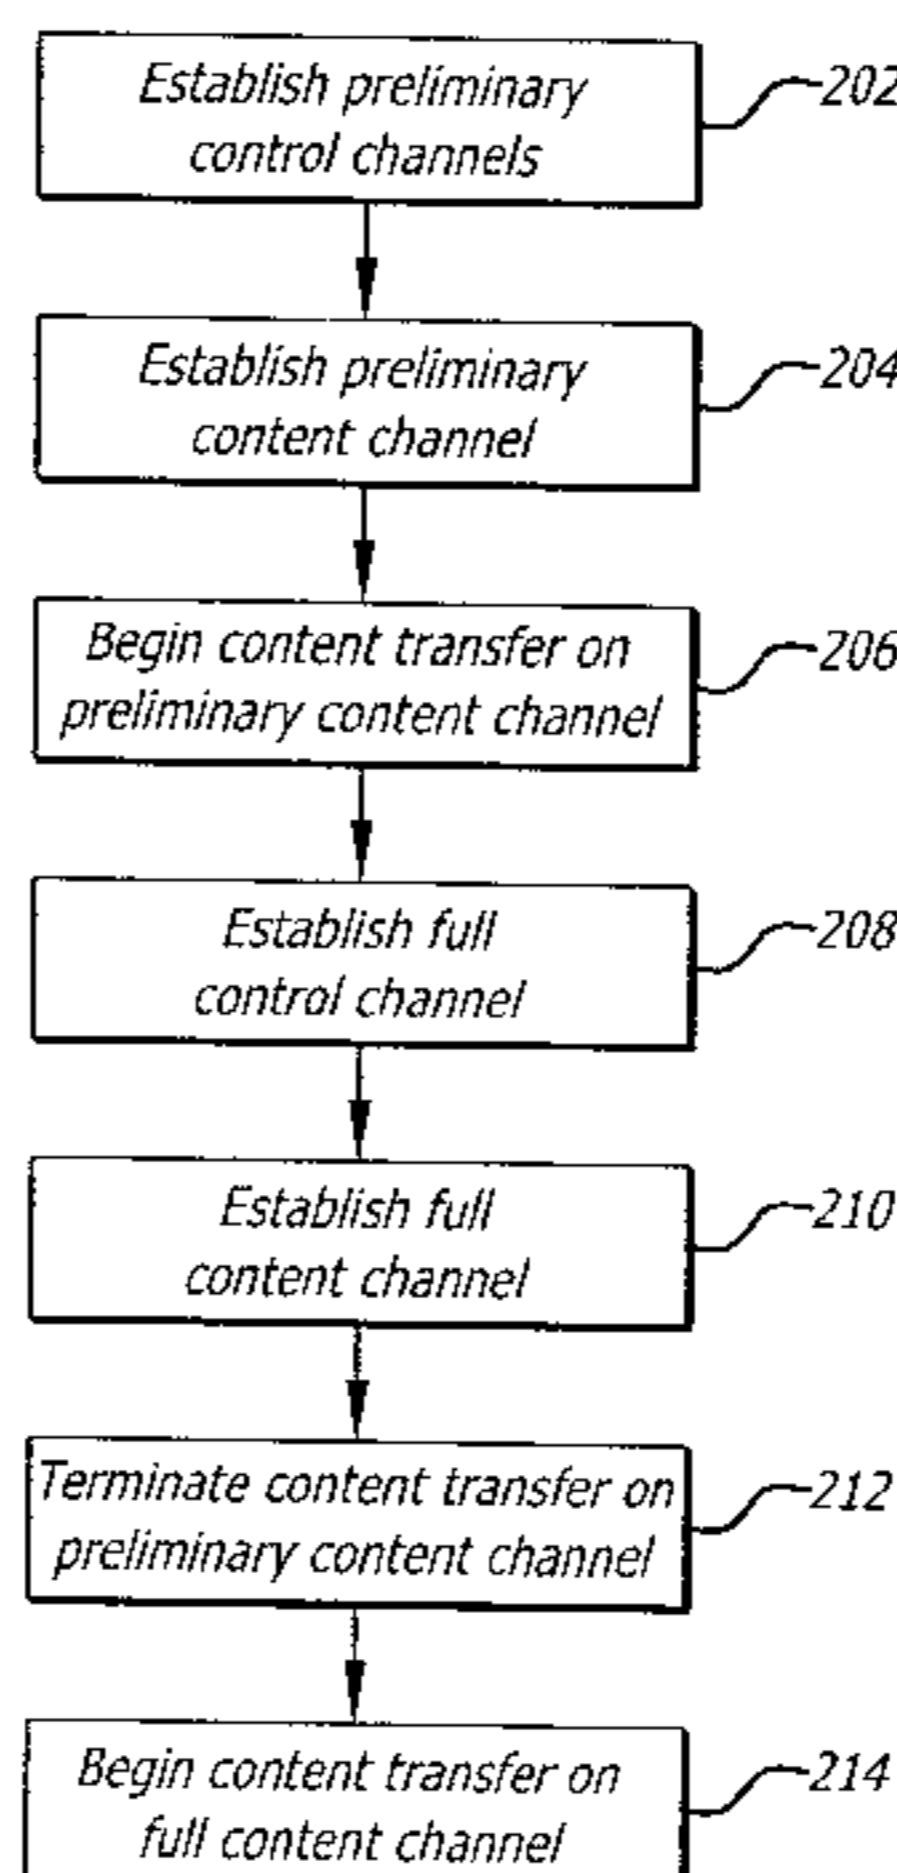 Establish preliminary
control channels
202
Establish preliminary
content channel
204
Begin content transfer on
preliminary content channel
206
Establish full
control channel
208
Establish full
content channel
210
Terminate content transfer on
preliminary content channel
212
Begin content transfer on
full content channel
214